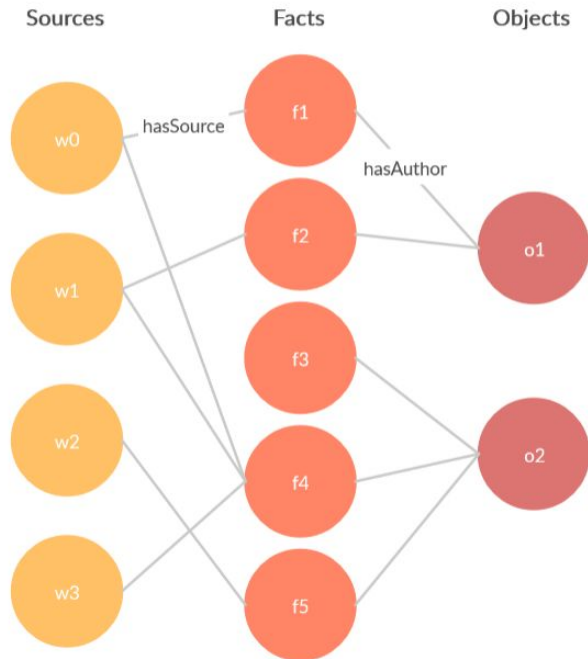 Sources
Facts
Objects
w0
hasSource
f1
hasAuthor
w1
f2
o1
f3
w2
f4
o2
w3
f5